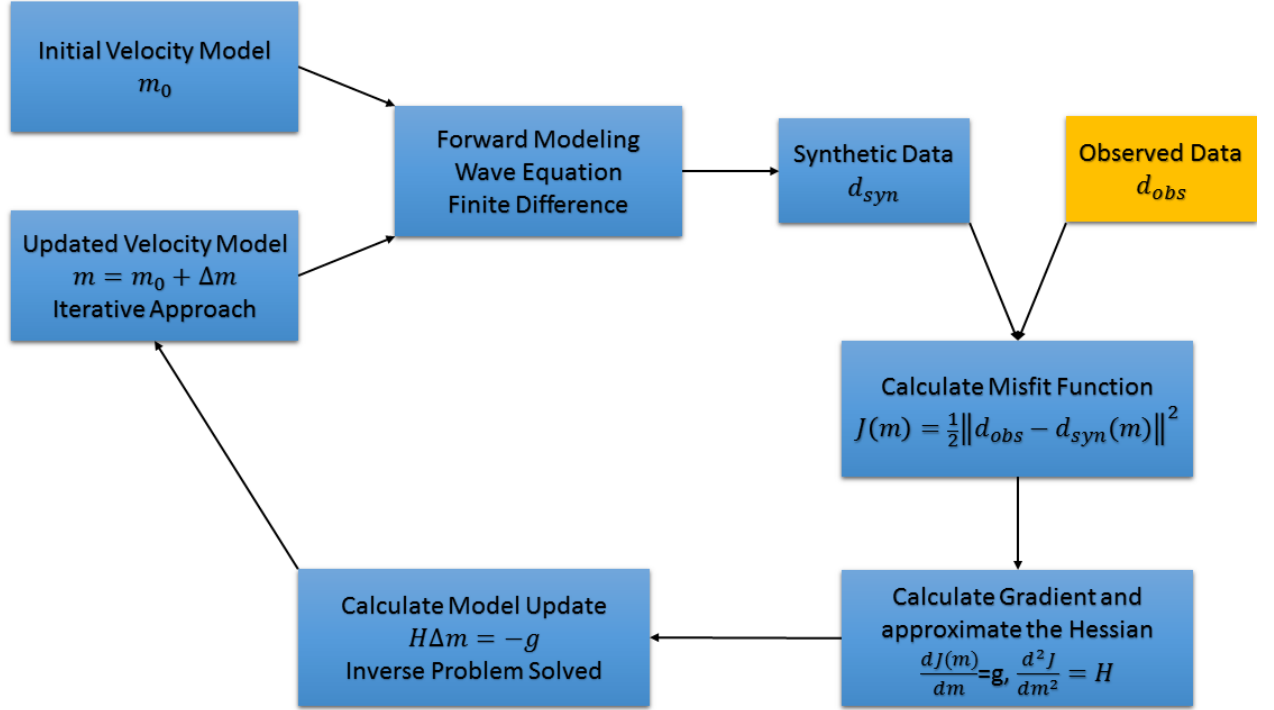 Initial Velocity Model
m₀
Forward Modeling
Wave Equation
Finite Difference
Synthetic Data
d_syn
Observed Data
d_obs
Updated Velocity Model
m = m₀ + Δm
Iterative Approach
Calculate Misfit Function
J(m) = ½‖d_obs − d_syn(m)‖²
Calculate Gradient and
approximate the Hessian
dJ(m)/dm=g, d²J/dm² = H
Calculate Model Update
HΔm = −g
Inverse Problem Solved